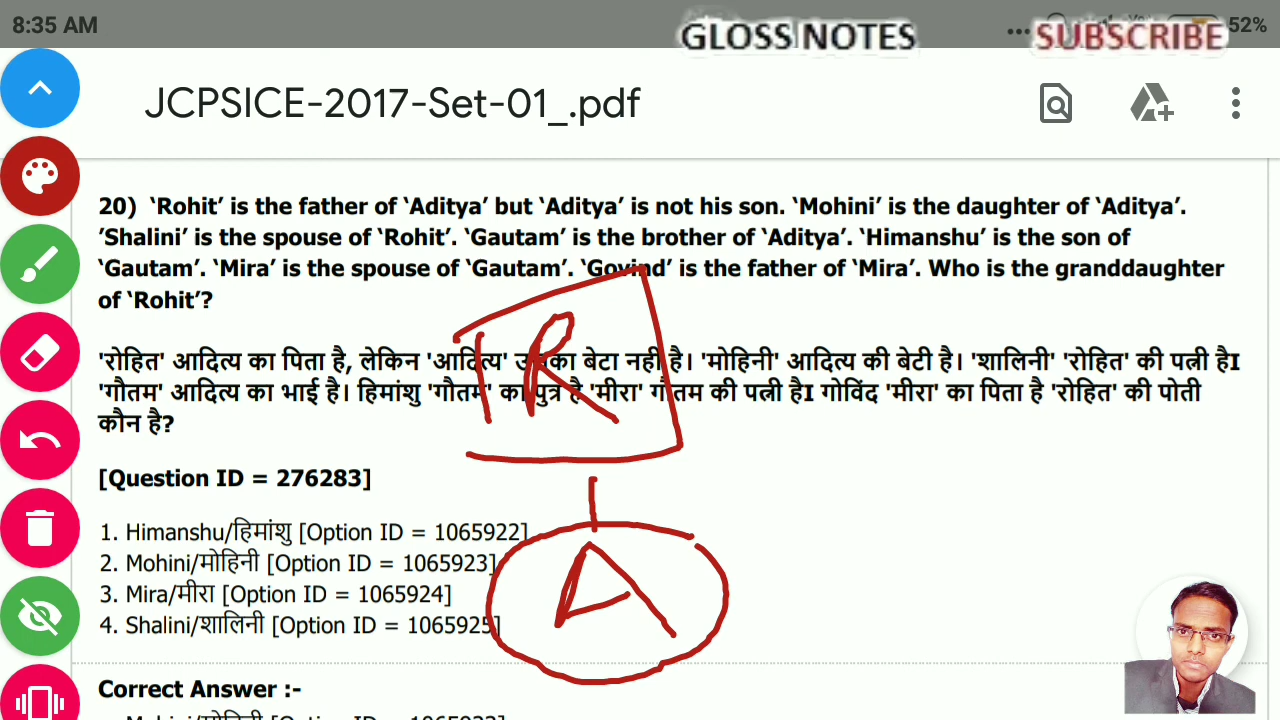 8:35 AM
GLOSS NOTES
SUBSCRIBE
52%
JCPSICE-2017-Set-01_.pdf
20) ‘Rohit’ is the father of ‘Aditya’ but ‘Aditya’ is not his son. ‘Mohini’ is the daughter of ‘Aditya’.
’Shalini’ is the spouse of ‘Rohit’. ‘Gautam’ is the brother of ‘Aditya’. ‘Himanshu’ is the son of
‘Gautam’. ‘Mira’ is the spouse of ‘Gautam’. ‘Govind’ is the father of ‘Mira’. Who is the granddaughter
of ‘Rohit’?
'रोहित' आदित्य का पिता है, लेकिन 'आदित्य' उसका बेटा नही है। 'मोहिनी' आदित्य की बेटी है। 'शालिनी' 'रोहित' की पत्नी हैI
'गौतम' आदित्य का भाई है। हिमांशु 'गौतम' का पुत्र है 'मीरा' गौतम की पत्नी हैI गोविंद 'मीरा' का पिता है 'रोहित' की पोती
कौन है?
1R
[Question ID = 276283]
1. Himanshu/हिमांशु [Option ID = 1065922]
2. Mohini/मोहिनी [Option ID = 1065923]
3. Mira/मीरा [Option ID = 1065924]
4. Shalini/शालिनी [Option ID = 1065925]
A
Correct Answer :-